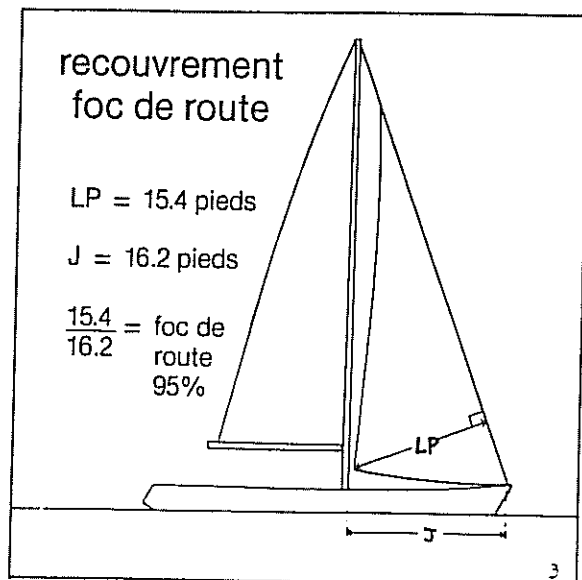 recouvrement
foc de route
LP = 15.4 pieds
J = 16.2 pieds
15.4
16.2 = foc de
route
95%
LP
J
3